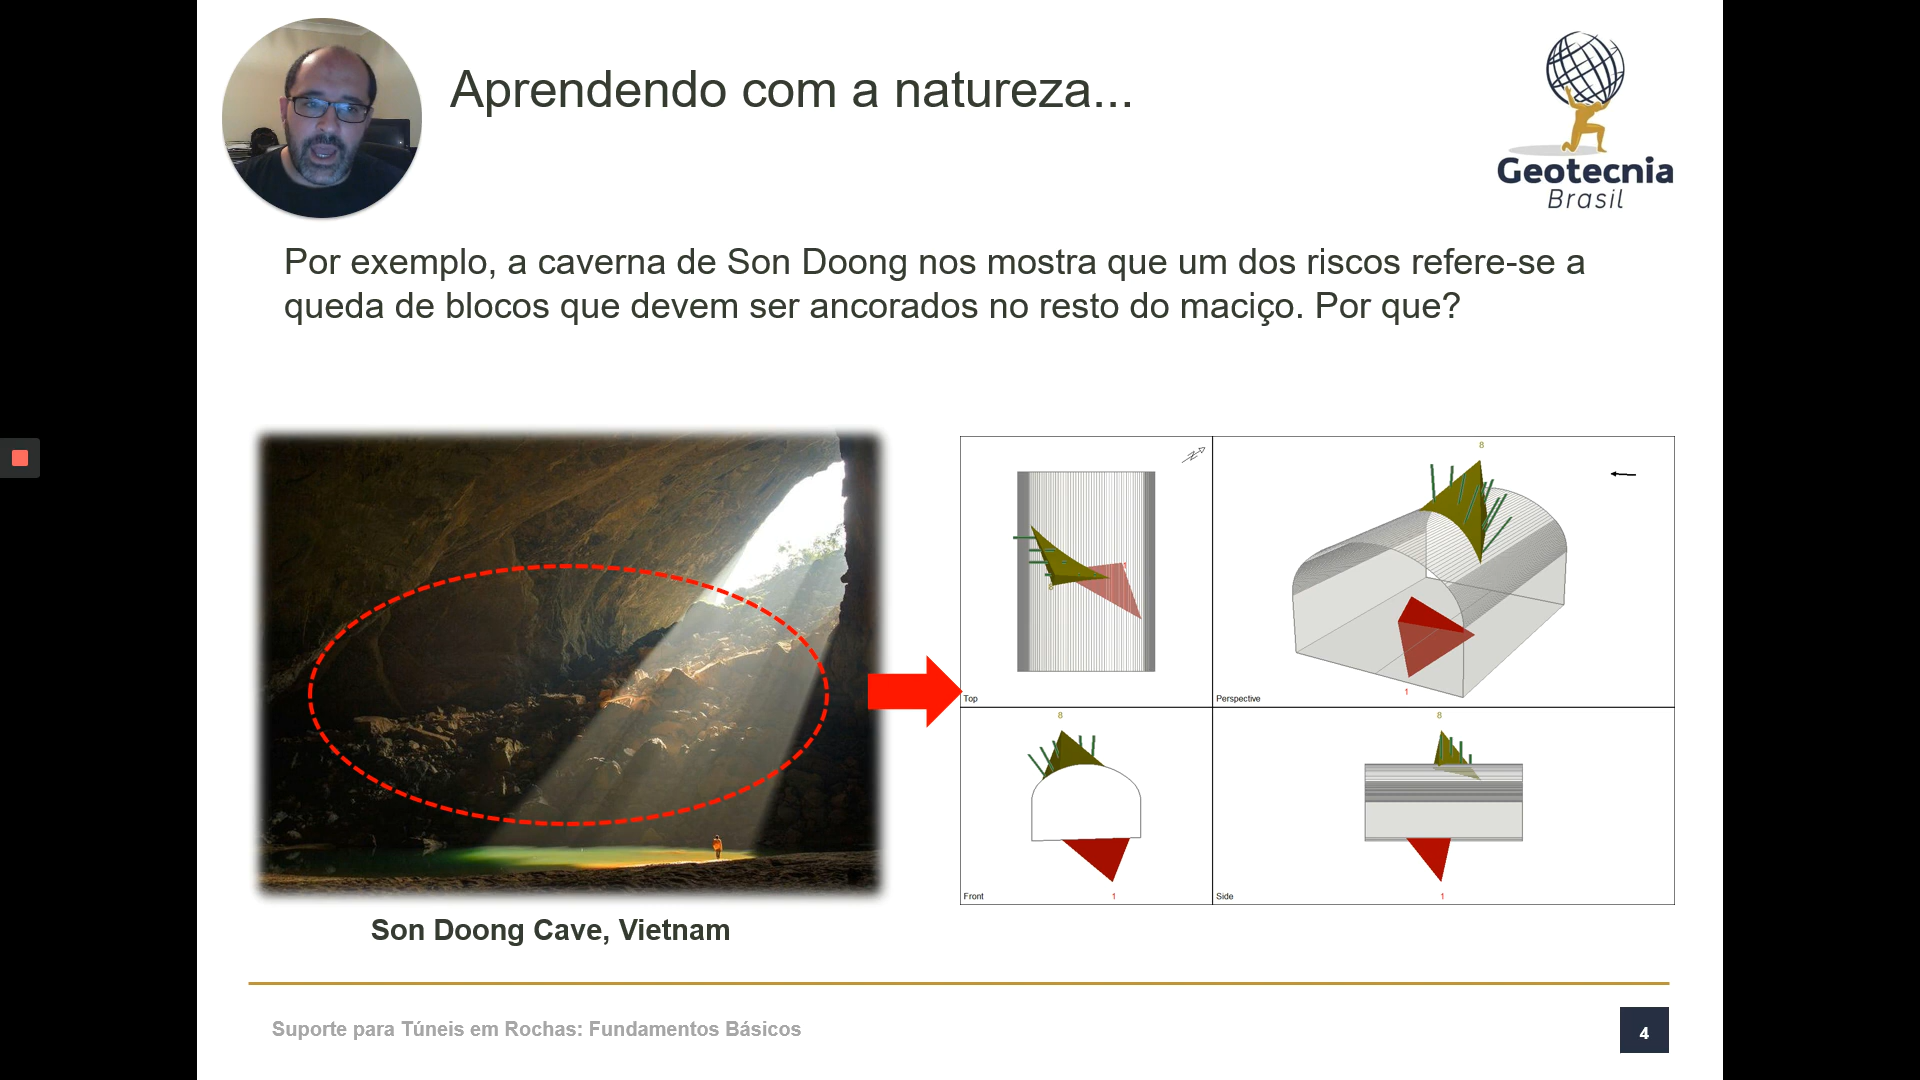 Aprendendo com a natureza...
Geotecnia
Brasil
Por exemplo, a caverna de Son Doong nos mostra que um dos riscos refere-se a
queda de blocos que devem ser ancorados no resto do maciço. Por que?
8
8
1
Top
Perspective
1
8
8
Front
1
Side
1
Son Doong Cave, Vietnam
Suporte para Túneis em Rochas: Fundamentos Básicos
4